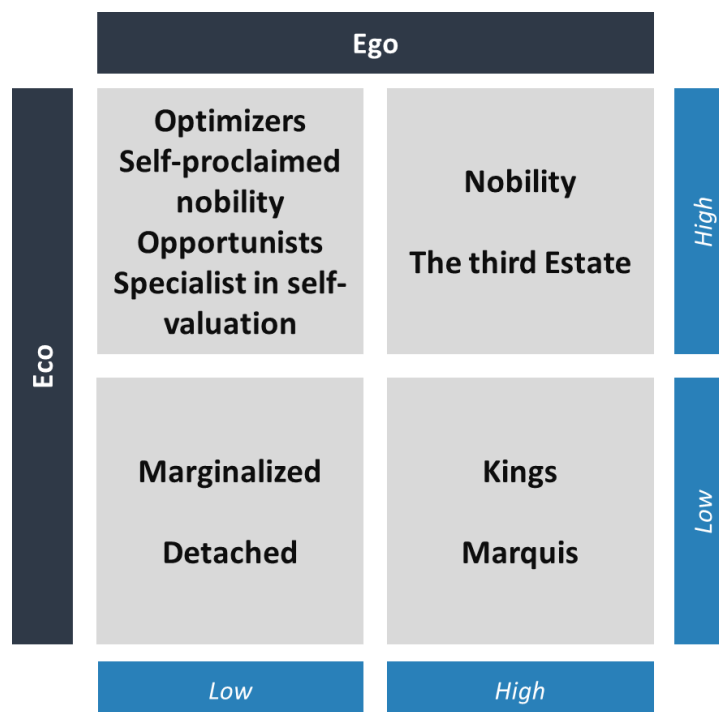 Ego
Optimizers
Self-proclaimed
nobility
Opportunists
Specialist in self-
valuation
Nobility
The third Estate
High
Eco
Marginalized
Detached
Kings
Marquis
Low
Low
High